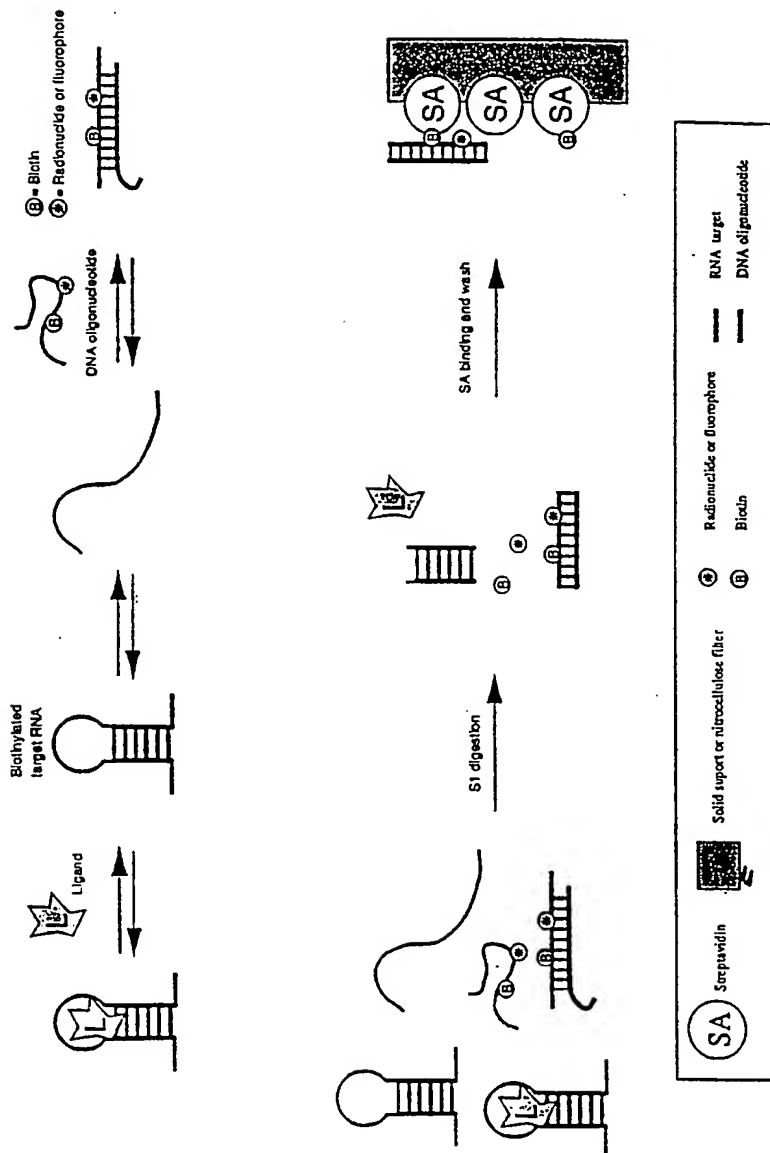 L
Ligand
L
Biotinylated
target RNA
B
*
DNA oligonucleotide
B = Biotin
* = Radionuclide or fluorophore
B
*
L
B
*
B
*
S1 digestion
L
B
*
B
*
SA binding and wash
B
*
B
SA
SA
SA
SA
Streptavidin
Solid suport or nitrocellulose filter
*
Radionuclide or fluorophore
B
Biotin
RNA target
DNA oligonucleotide